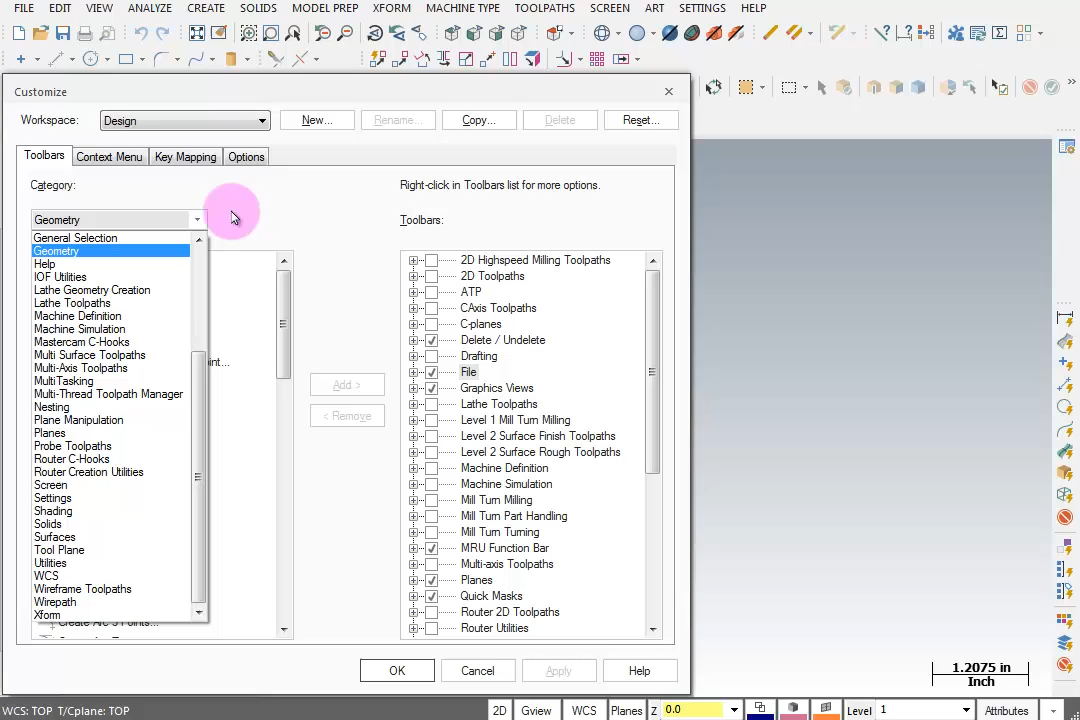 FILE EDIT VIEW ANALYZE CREATE SOLIDS MODEL PREP XFORM MACHINE TYPE TOOLPATHS SCREEN ART SETTINGS HELP
Customize
Workspace: Design New... Rename... Copy... Delete Reset...
Toolbars Context Menu Key Mapping Options
Category:
Right-click in Toolbars list for more options.
Geometry
Toolbars:
General Selection
Geometry
Help
IOF Utilities
Lathe Geometry Creation
Lathe Toolpaths
Machine Definition
Machine Simulation
Mastercam C-Hooks
Multi Surface Toolpaths
Multi-Axis Toolpaths
MultiTasking
Multi-Thread Toolpath Manager
Nesting
Plane Manipulation
Planes
Probe Toolpaths
Router C-Hooks
Router Creation Utilities
Screen
Settings
Shading
Solids
Surfaces
Tool Plane
Utilities
WCS
Wireframe Toolpaths
Wirepath
Xform
Create Arc 3 Points...
Add >
< Remove
2D Highspeed Milling Toolpaths
2D Toolpaths
ATP
CAxis Toolpaths
C-planes
Delete / Undelete
Drafting
File
Graphics Views
Lathe Toolpaths
Level 1 Mill Turn Milling
Level 2 Surface Finish Toolpaths
Level 2 Surface Rough Toolpaths
Machine Definition
Machine Simulation
Mill Turn Milling
Mill Turn Part Handling
Mill Turn Turning
MRU Function Bar
Multi-axis Toolpaths
Planes
Quick Masks
Router 2D Toolpaths
Router Utilities
OK Cancel Apply Help
1.2075 in
Inch
WCS: TOP T/Cplane: TOP 2D Gview WCS Planes Z 0.0 Level 1 Attributes